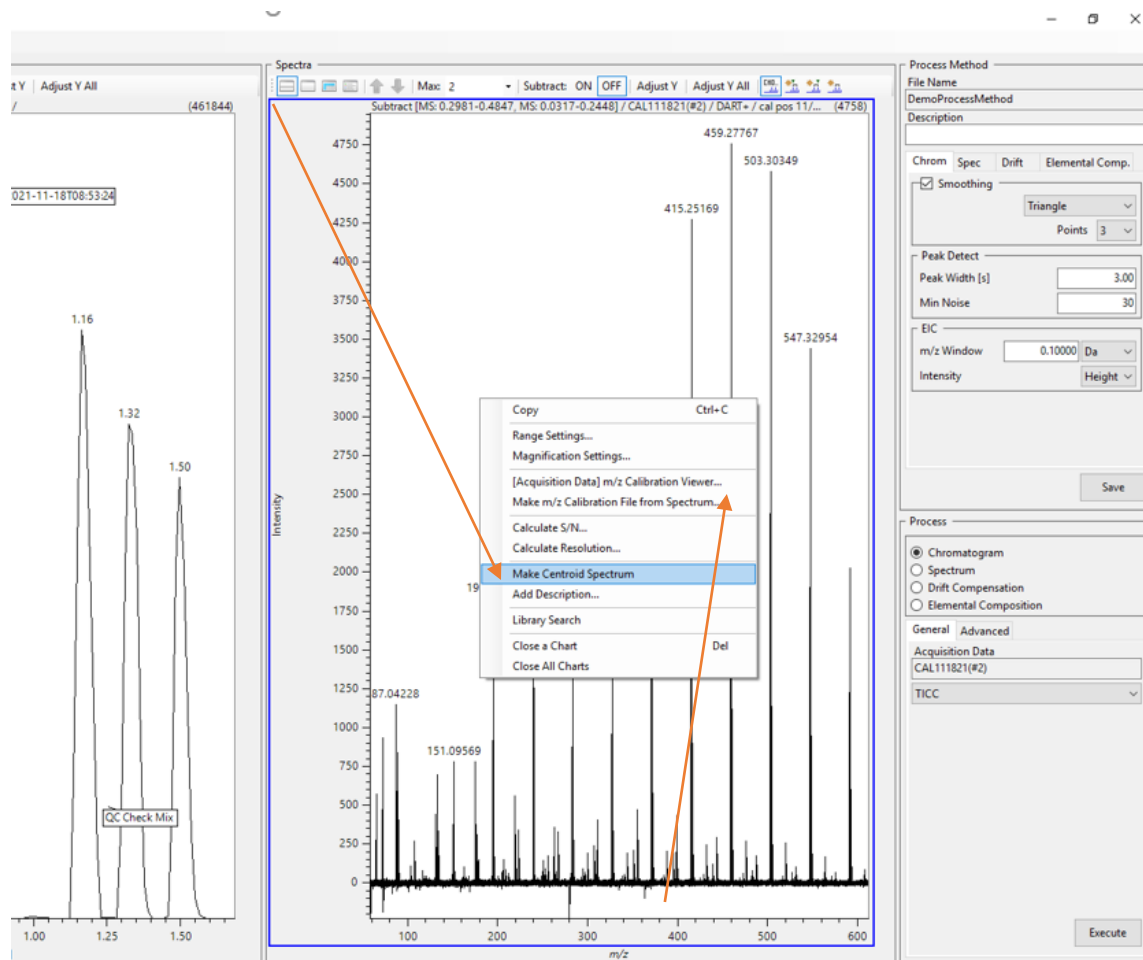 t Y Adjust Y All
/ (461844)
021-11-18T08:53:24
1.16
1.32
1.50
QC Check Mix
1.00 1.25 1.50
Spectra
Max: 2 Subtract: ON OFF Adjust Y Adjust Y All
Subtract [MS: 0.2981-0.4847, MS: 0.0317-0.2448] / CAL111821(#2) / DART+ / cal pos 11/... (4758)
459.27767
503.30349
415.25169
547.32954
19
87.04228
151.09569
4750
4500
4250
4000
3750
3500
3250
3000
2750
2500
2250
2000
1750
1500
1250
1000
750
500
250
0
Intensity
100 200 300 400 500 600
m/z
Copy Ctrl+C
Range Settings...
Magnification Settings...
[Acquisition Data] m/z Calibration Viewer...
Make m/z Calibration File from Spectrum...
Calculate S/N...
Calculate Resolution...
Make Centroid Spectrum
Add Description...
Library Search
Close a Chart Del
Close All Charts
Process Method
File Name
DemoProcessMethod
Description
Chrom Spec Drift Elemental Comp.
Smoothing
Triangle
Points 3
Peak Detect
Peak Width [s] 3.00
Min Noise 30
EIC
m/z Window 0.10000 Da
Intensity Height
Save
Process
Chromatogram
Spectrum
Drift Compensation
Elemental Composition
General Advanced
Acquisition Data
CAL111821(#2)
TICC
Execute